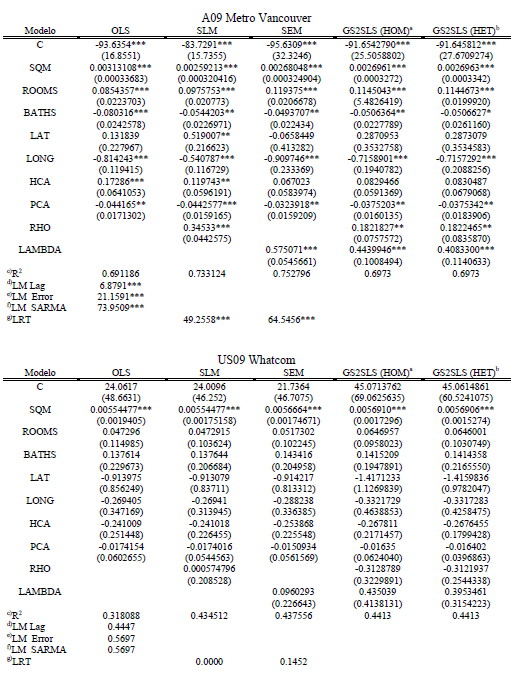 A09 Metro Vancouver
Modelo OLS SLM SEM GS2SLS (HOM)a GS2SLS (HET)b
C -93.6354*** -83.7291*** -95.6309*** -91.6542790*** -91.645812***
(16.8551) (15.7355) (32.3246) (25.5058802) (27.6709274)
SQM 0.00313108*** 0.00259213*** 0.00268048*** 0.0026961*** 0.0026963***
(0.00033683) (0.000320416) (0.000324904) (0.0003272) (0.0003342)
ROOMS 0.0854357*** 0.0975753*** 0.119375*** 0.1145043*** 0.1144673***
(0.0223703) (0.020773) (0.0206678) (5.4826419) (0.0199920)
BATHS -0.080316*** -0.0544203** -0.0493707** -0.0506364** -0.0506627*
(0.0242578) (0.0226971) (0.022434) (0.0227789) (0.0261160)
LAT 0.131839 0.519007** -0.0658449 0.2870953 0.2873079
(0.227967) (0.216623) (0.413282) (0.3532758) (0.3534583)
LONG -0.814243*** -0.540787*** -0.909746*** -0.7158901*** -0.7157292***
(0.119415) (0.116729) (0.233369) (0.1940782) (0.2088256)
HCA 0.17286*** 0.119743** 0.067023 0.0829466 0.0830487
(0.0641053) (0.0596191) (0.0583974) (0.0591369) (0.0679068)
PCA -0.044165** -0.0442577*** -0.0323918** -0.0375203** -0.0375342**
(0.0171302) (0.0159165) (0.0159209) (0.0160135) (0.0183906)
RHO 0.34533*** 0.1821827** 0.1822465**
(0.0442575) (0.0757572) (0.0835870)
LAMBDA 0.575071*** 0.4439946*** 0.4083300***
(0.0545661) (0.1008494) (0.1140633)
c)R2 0.691186 0.733124 0.752796 0.6973 0.6973
d)LM Lag 6.8791***
e)LM Error 21.1591***
f)LM SARMA 73.9509***
g)LRT 49.2558*** 64.5456***
US09 Whatcom
Modelo OLS SLM SEM GS2SLS (HOM)a GS2SLS (HET)b
C 24.0617 24.0096 21.7364 45.0713762 45.0614861
(48.6631) (46.252) (46.7075) (69.0625635) (60.5241075)
SQM 0.00554477*** 0.00554477*** 0.0056664*** 0.0056910*** 0.0056906***
(0.0019405) (0.00175158) (0.00174671) (0.0017296) (0.0015274)
ROOMS 0.047296 0.0472915 0.0517302 0.0646957 0.0646001
(0.114985) (0.103624) (0.102245) (0.0958023) (0.1030749)
BATHS 0.137614 0.137644 0.143416 0.1415209 0.1414358
(0.229673) (0.206684) (0.204958) (0.1947891) (0.2165550)
LAT -0.913975 -0.913079 -0.914217 -1.4171233 -1.4159836
(0.856249) (0.83711) (0.813312) (1.1269839) (0.9782047)
LONG -0.269405 -0.26941 -0.288238 -0.3321729 -0.3317283
(0.347169) (0.313945) (0.336385) (0.4638853) (0.4258475)
HCA -0.241009 -0.241018 -0.253868 -0.267811 -0.2676455
(0.251448) (0.226455) (0.225548) (0.2171457) (0.1799428)
PCA -0.0174154 -0.0174016 -0.0150934 -0.01635 -0.016402
(0.0602655) (0.0544563) (0.0561569) (0.0624040) (0.0396863)
RHO 0.000574796 -0.3128789 -0.3121937
(0.208528) (0.3229891) (0.2544338)
LAMBDA 0.0960293 0.435039 0.3953461
(0.226643) (0.4138131) (0.3154223)
c)R2 0.318088 0.434512 0.437556 0.4413 0.4413
d)LM Lag 0.4447
e)LM Error 0.5697
f)LM SARMA 0.5697
g)LRT 0.0000 0.1452